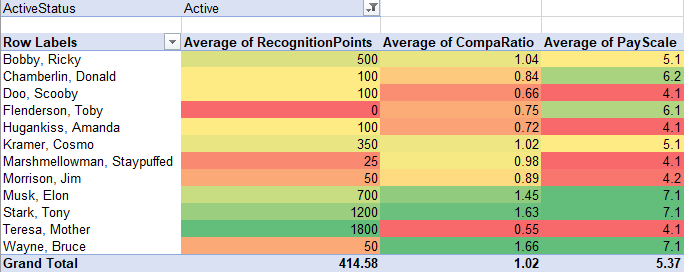 ActiveStatus Active
Row Labels Average of RecognitionPoints Average of CompaRatio Average of PayScale
Bobby, Ricky 500 1.04 5.1
Chamberlin, Donald 100 0.84 6.2
Doo, Scooby 100 0.66 4.1
Flenderson, Toby 0 0.75 6.1
Hugankiss, Amanda 100 0.72 4.1
Kramer, Cosmo 350 1.02 5.1
Marshmellowman, Staypuffed 25 0.98 4.1
Morrison, Jim 50 0.89 4.2
Musk, Elon 700 1.45 7.1
Stark, Tony 1200 1.63 7.1
Teresa, Mother 1800 0.55 4.1
Wayne, Bruce 50 1.66 7.1
Grand Total 414.58 1.02 5.37